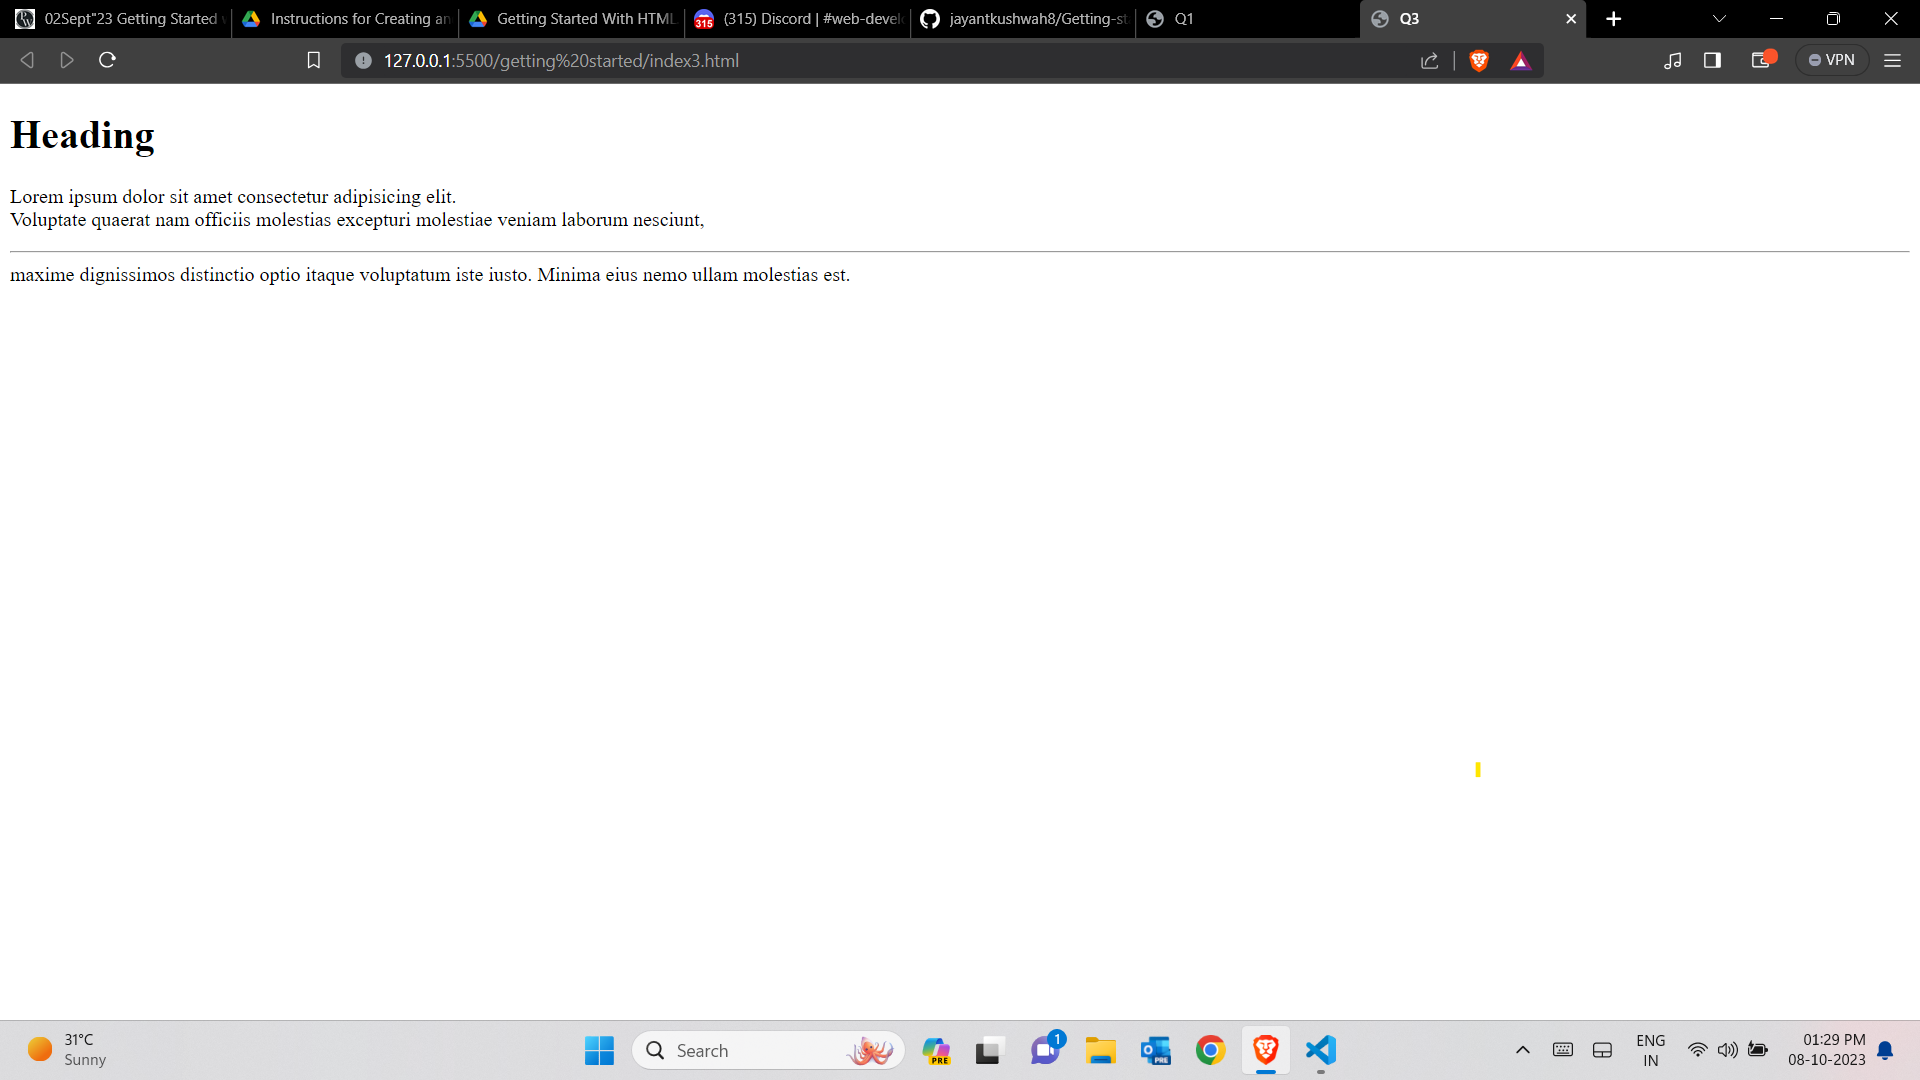 02Sept"23 Getting Started
Instructions for Creating an
Getting Started With HTML
(315) Discord | #web-devel
jayantkushwah8/Getting-st
Q1
Q3
315
127.0.0.1:5500/getting%20started/index3.html
VPN
Heading
Lorem ipsum dolor sit amet consectetur adipisicing elit.
Voluptate quaerat nam officiis molestias excepturi molestiae veniam laborum nesciunt,
maxime dignissimos distinctio optio itaque voluptatum iste iusto. Minima eius nemo ullam molestias est.
31°C
Sunny
Search
PRE
1
PRE
ENG
IN
01:29 PM
08-10-2023